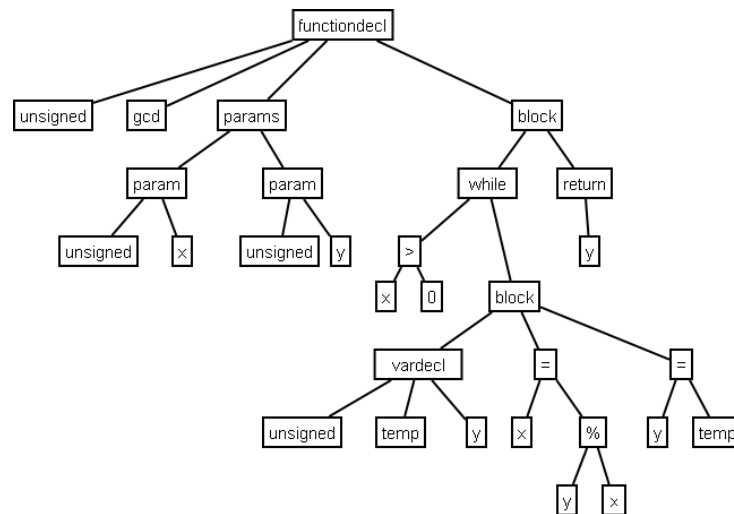 functiondecl
unsigned gcd params block
param param while return
unsigned x unsigned y > y
x 0 block
vardecl = =
unsigned temp y x % y temp
y x